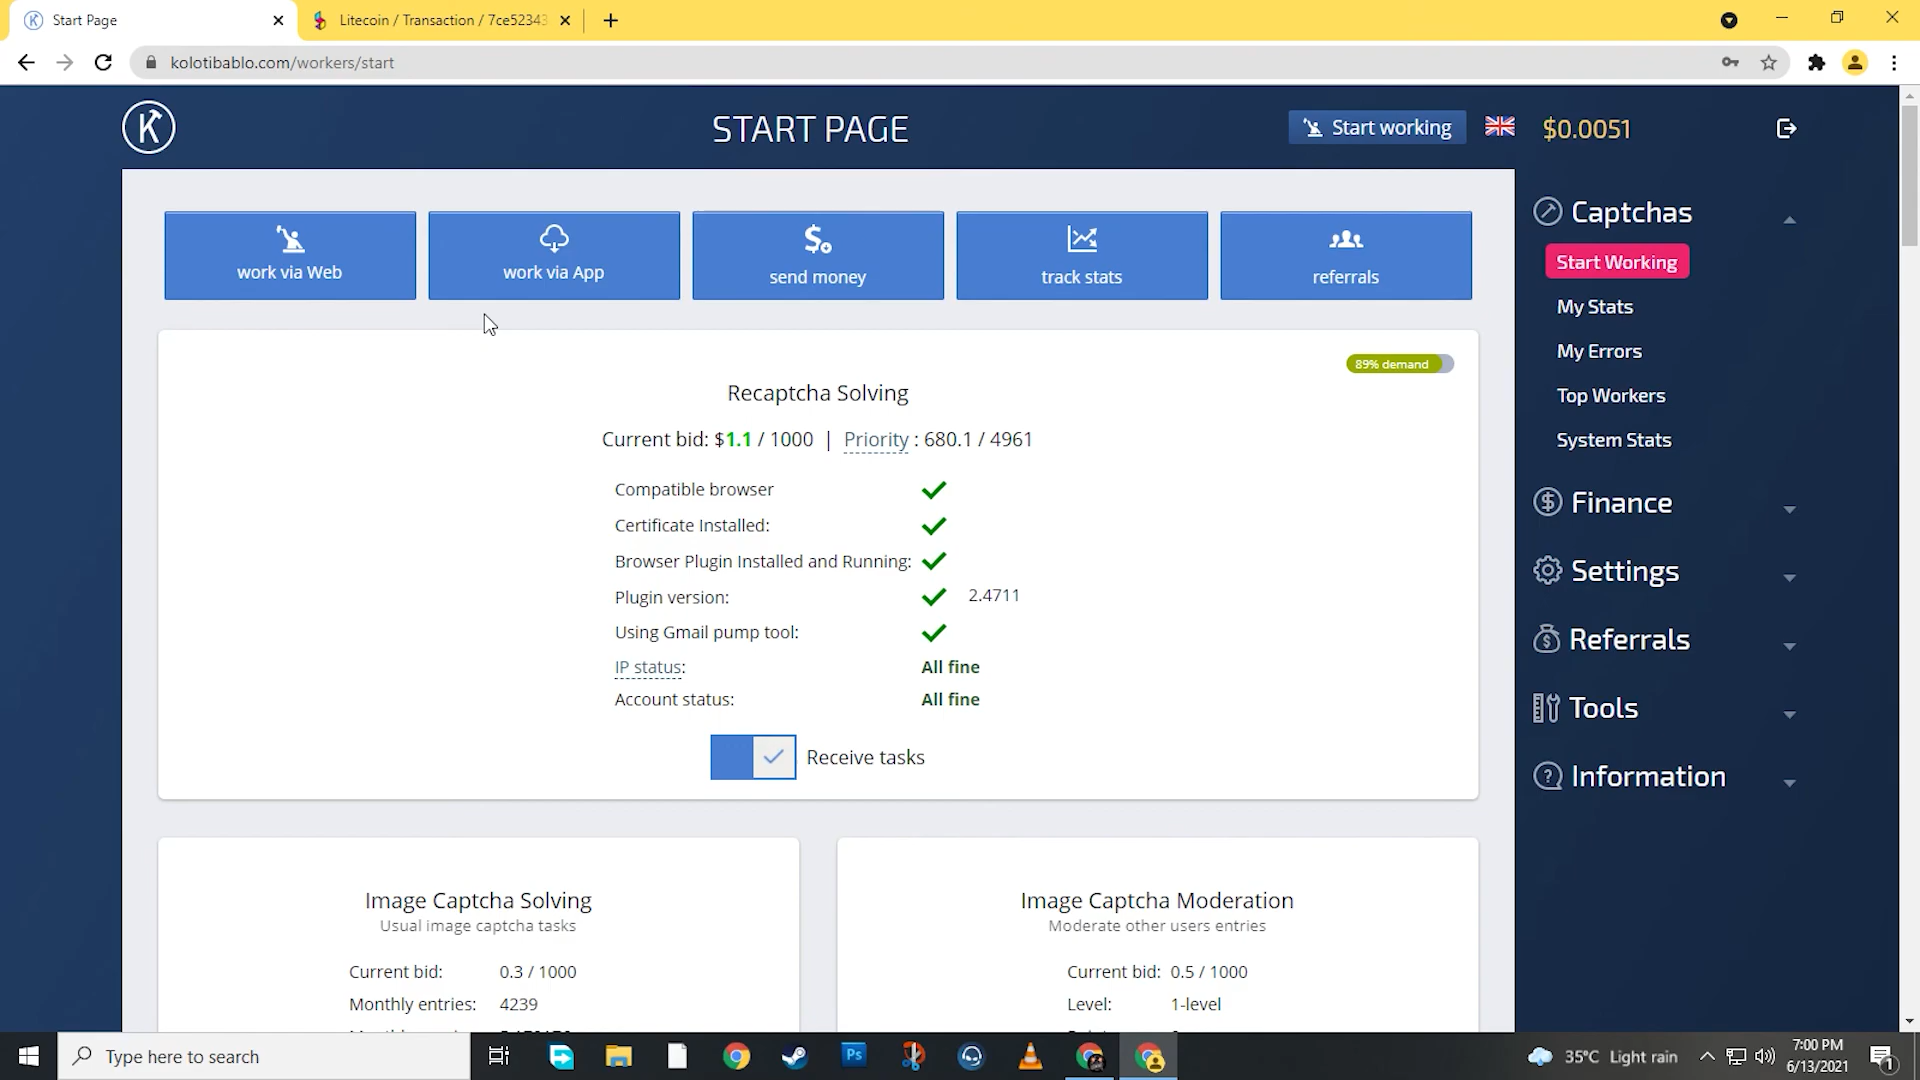 Start Page
Litecoin / Transaction / 7ce52343
kolotibablo.com/workers/start
START PAGE
Start working
$0.0051
work via Web
work via App
send money
track stats
referrals
89% demand
Recaptcha Solving
Current bid: $1.1 / 1000 | Priority : 680.1 / 4961
Compatible browser
Certificate Installed:
Browser Plugin Installed and Running:
Plugin version: 2.4711
Using Gmail pump tool:
IP status: All fine
Account status: All fine
Receive tasks
Image Captcha Solving
Usual image captcha tasks
Current bid: 0.3 / 1000
Monthly entries: 4239
Image Captcha Moderation
Moderate other users entries
Current bid: 0.5 / 1000
Level: 1-level
Captchas
Start Working
My Stats
My Errors
Top Workers
System Stats
Finance
Settings
Referrals
Tools
Information
Type here to search
Ps
35°C Light rain
7:00 PM
6/13/2021
1